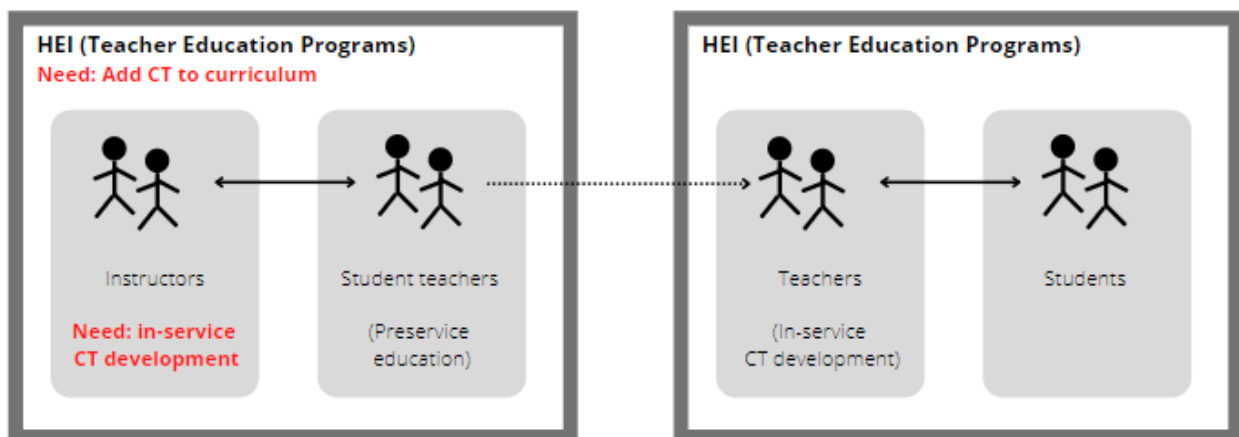 HEI (Teacher Education Programs)
Need: Add CT to curriculum
Instructors
Need: in-service
CT development
Student teachers
(Preservice
education)
HEI (Teacher Education Programs)
Teachers
(In-service
CT development)
Students